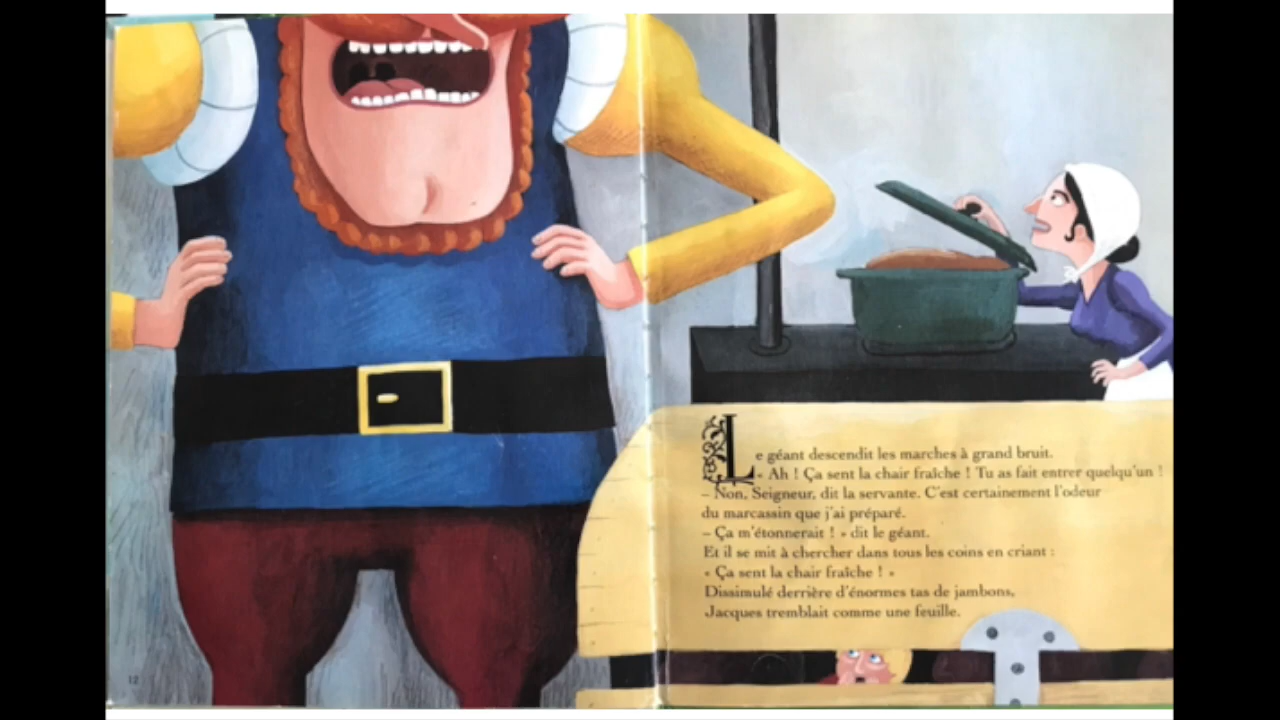 Le géant descendit les marches à grand bruit.
« Ah ! Ça sent la chair fraîche ! Tu as fait entrer quelqu'un !
– Non, Seigneur, dit la servante. C'est certainement l'odeur
du marcassin que j'ai préparé.
– Ça m'étonnerait ! » dit le géant.
Et il se mit à chercher dans tous les coins en criant :
« Ça sent la chair fraîche ! »
Dissimulé derrière d'énormes tas de jambons,
Jacques tremblait comme une feuille.
12